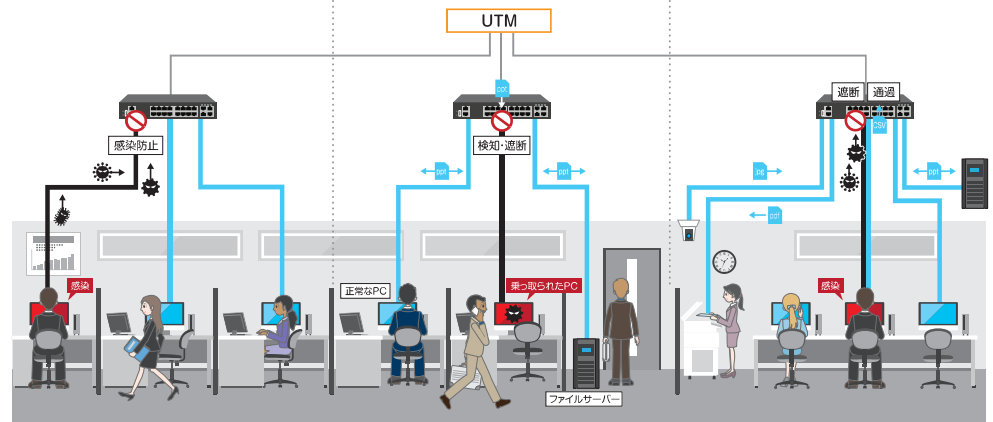 UTM
ppt
遮断
通過
CSV
感染防止
検知・遮断
ppt
ppt
jpg
ppt
pdf
感染
正常なPC
乗っ取られたPC
感染
ファイルサーバー